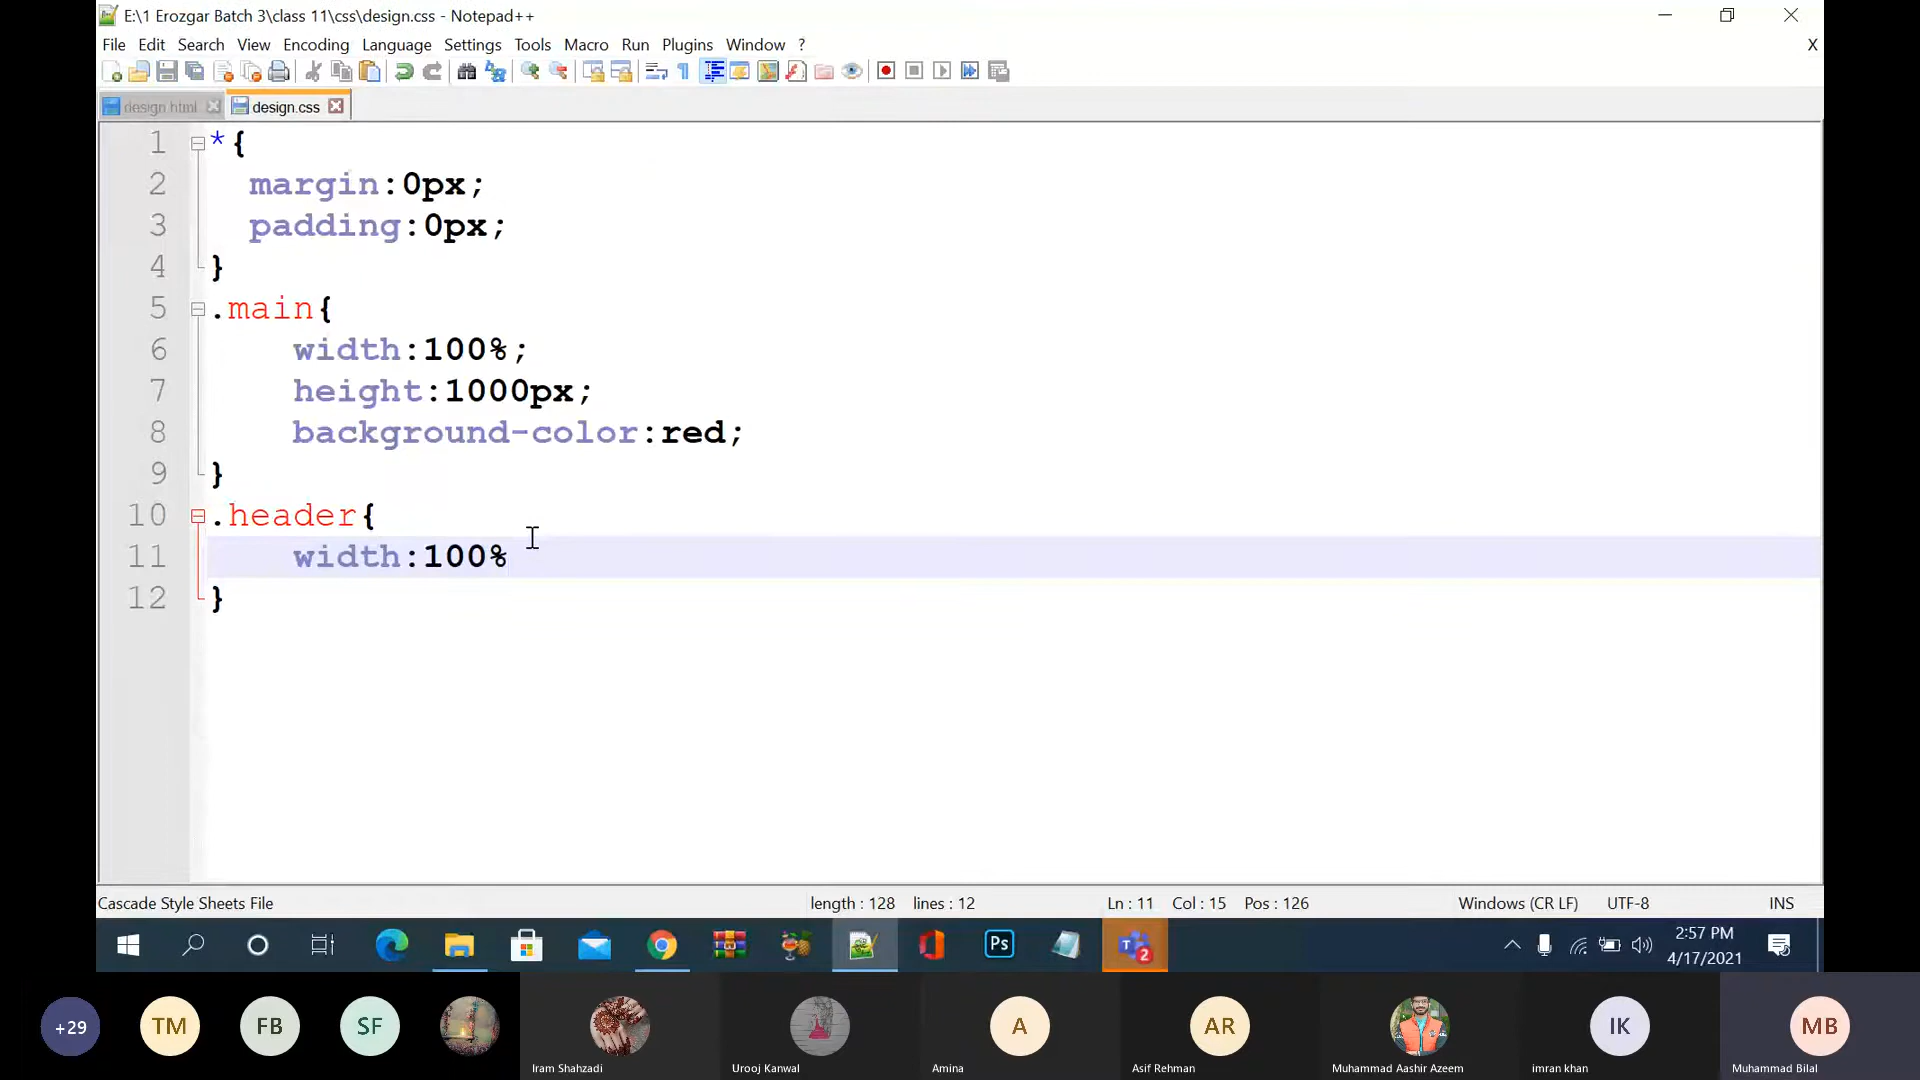 E:\1 Erozgar Batch 3\class 11\css\design.css - Notepad++
File Edit Search View Encoding Language Settings Tools Macro Run Plugins Window ? X
design.html design.css
1 *{
2 margin:0px;
3 padding:0px;
4 }
5 .main{
6 width:100%;
7 height:1000px;
8 background-color:red;
9 }
10 .header{
11 width:100%
12 }
Cascade Style Sheets File length : 128 lines : 12 Ln : 11 Col : 15 Pos : 126 Windows (CR LF) UTF-8 INS
Ps 2 2:57 PM
4/17/2021
+29 TM FB SF A AR IK MB
Iram Shahzadi Urooj Kanwal Amina Asif Rehman Muhammad Aashir Azeem imran khan Muhammad Bilal